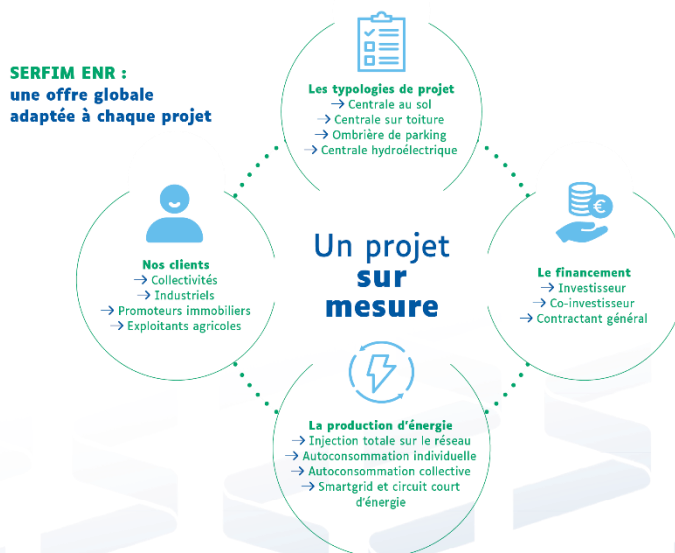 SERFIM ENR :
une offre globale
adaptée à chaque projet
Les typologies de projet
→ Centrale au sol
→ Centrale sur toiture
→ Ombrière de parking
→ Centrale hydroélectrique
Nos clients
→ Collectivités
→ Industriels
→ Promoteurs immobiliers
→ Exploitants agricoles
Un projet
sur
mesure
€
Le financement
→ Investisseur
→ Co-investisseur
→ Contractant général
La production d'énergie
→ Injection totale sur le réseau
→ Autoconsommation individuelle
→ Autoconsommation collective
→ Smartgrid et circuit court
d'énergie